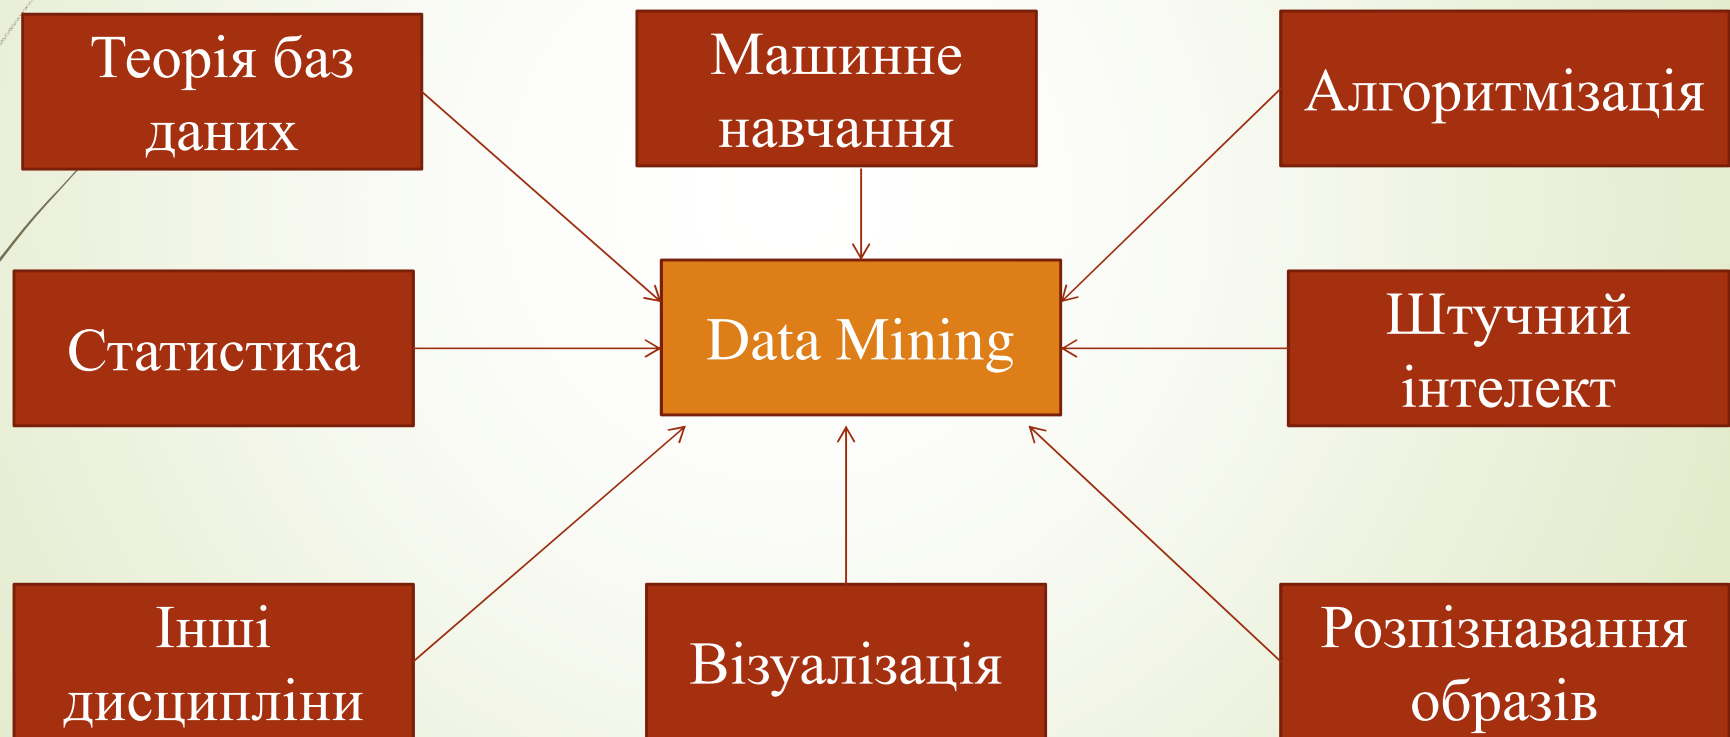 Теорія баз
даних
Машинне
навчання
Алгоритмізація
Статистика
Data Mining
Штучний
інтелект
Інші
дисципліни
Візуалізація
Розпізнавання
образів